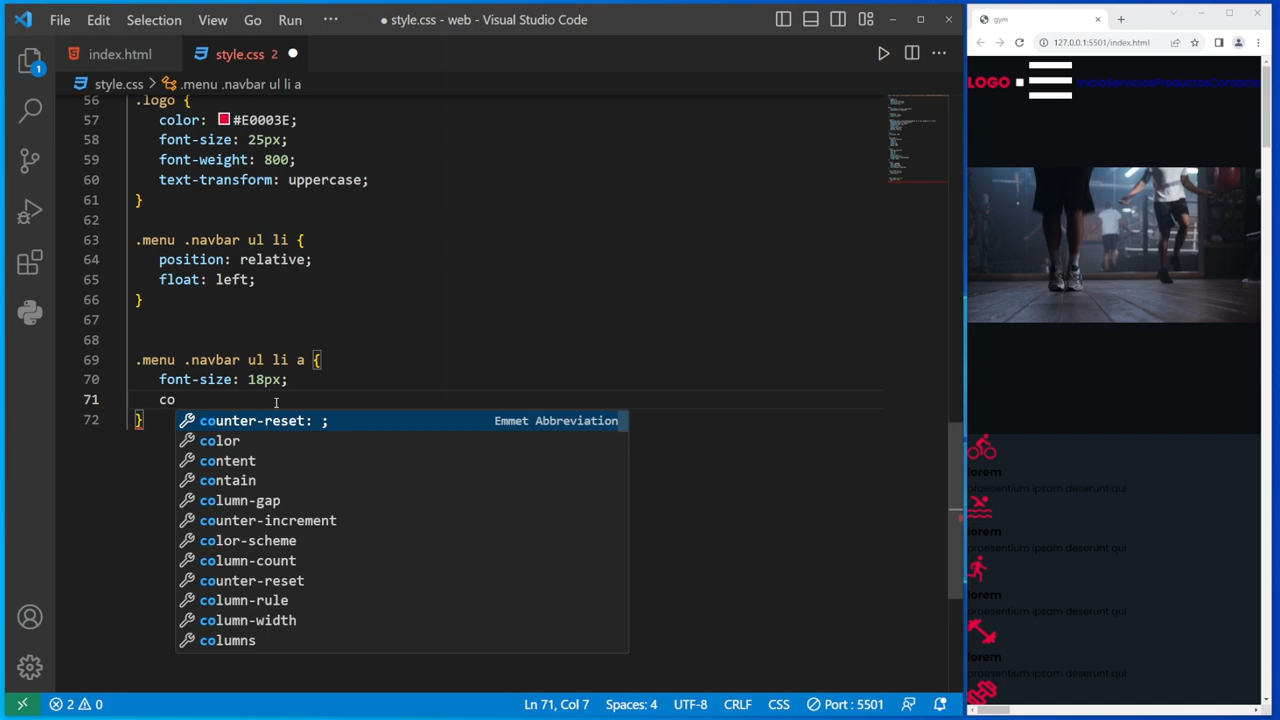 File Edit Selection View Go Run ··· ● style.css - web - Visual Studio Code
index.html style.css 2 ●
style.css > .menu .navbar ul li a
56 .logo {
57 color: #E0003E;
58 font-size: 25px;
59 font-weight: 800;
60 text-transform: uppercase;
61 }
62
63 .menu .navbar ul li {
64 position: relative;
65 float: left;
66 }
67
68
69 .menu .navbar ul li a {
70 font-size: 18px;
71 co
72 }
counter-reset: ; Emmet Abbreviation
color
content
contain
column-gap
counter-increment
color-scheme
column-count
counter-reset
column-rule
column-width
columns
1
2 0 Ln 71, Col 7 Spaces: 4 UTF-8 CRLF CSS Port : 5501
gym
127.0.0.1:5501/index.html
LOGO InicioServiciosProductos
lorem
praesentium ipsam deserunt qui
lorem
praesentium ipsam deserunt qui
lorem
praesentium ipsam deserunt qui
lorem
praesentium ipsam deserunt qui